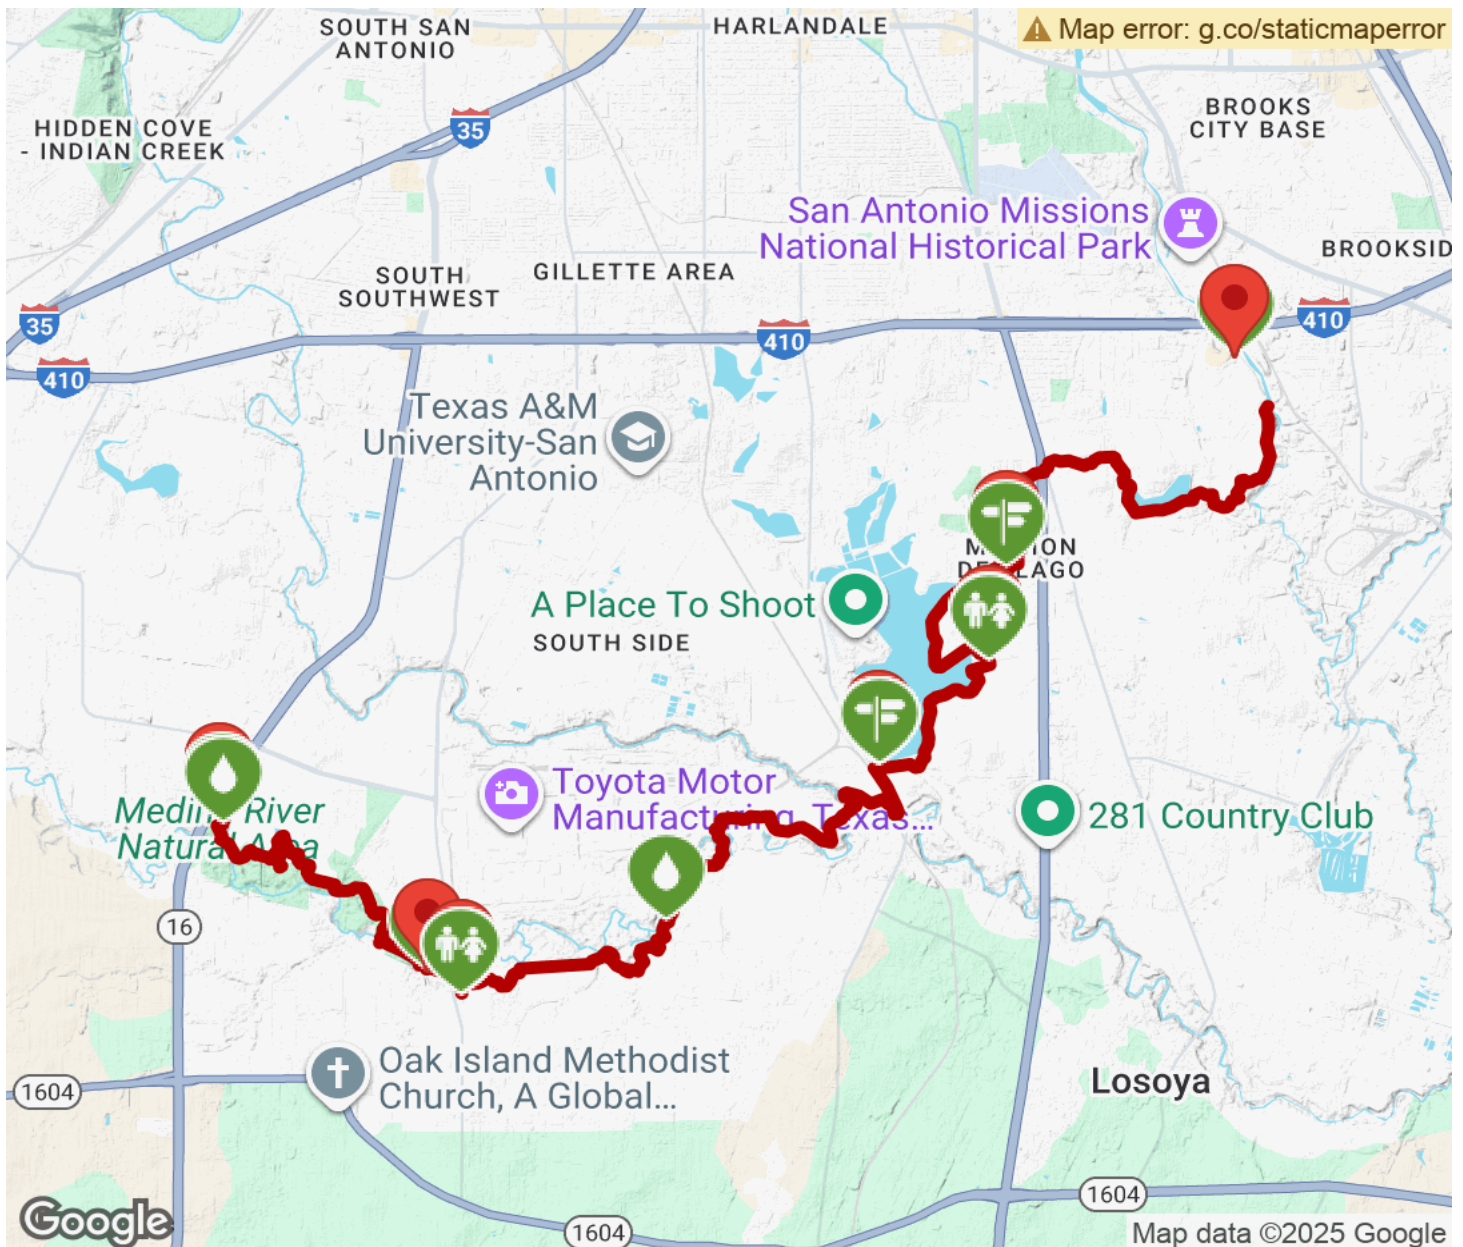 SOUTH SAN
ANTONIO
HARLANDALE
Map error: g.co/staticmaperror
HIDDEN COVE
- INDIAN CREEK
35
BROOKS
CITY BASE
San Antonio Missions
National Historical Park
BROOKSID
SOUTH
SOUTHWEST
GILLETTE AREA
35
410
410
410
Texas A&M
University-San
Antonio
A Place To Shoot
SOUTH SIDE
Toyota Motor
Manufacturing, Texas...
281 Country Club
16
Oak Island Methodist
Church, A Global...
Losoya
1604
1604
1604
Google
Map data ©2025 Google